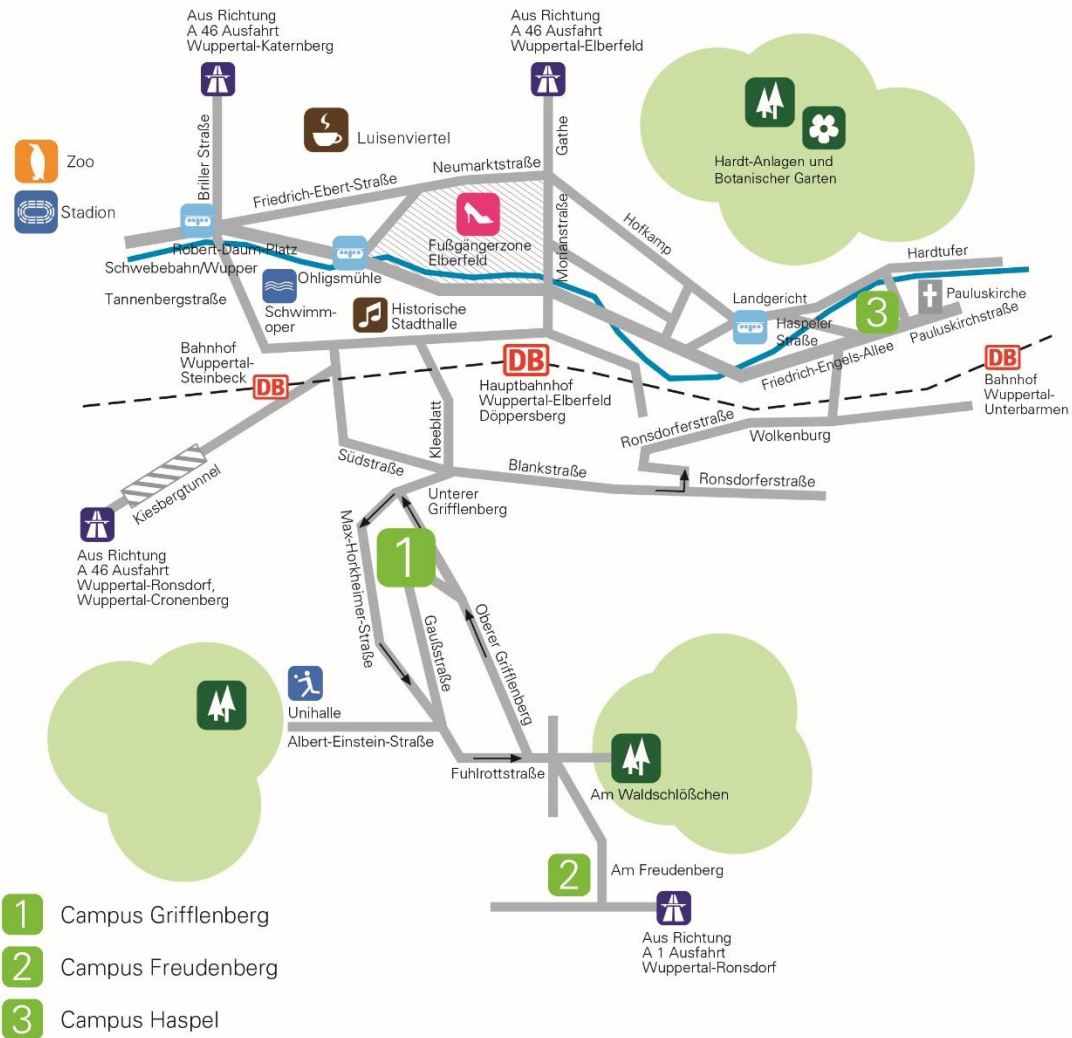 Aus Richtung
A 46 Ausfahrt
Wuppertal-Katernberg
Aus Richtung
A 46 Ausfahrt
Wuppertal-Elberfeld
Zoo
Stadion
Luisenviertel
Briller Straße
Friedrich-Ebert-Straße
Neumarktstraße
Gathe
Morianstraße
Hofkamp
Hardt-Anlagen und
Botanischer Garten
Fußgängerzone
Elberfeld
Robert-Daum-Platz
Schwebebahn/Wupper
Ohligsmühle
Tannenbergstraße
Schwimm-
oper
Historische
Stadthalle
Landgericht
Haspeler
Straße
Hardtufer
3
Pauluskirche
Pauluskirchstraße
Friedrich-Engels-Allee
Bahnhof
Wuppertal-
Steinbeck
DB
DB
Hauptbahnhof
Wuppertal-Elberfeld
Döppersberg
DB
Bahnhof
Wuppertal-
Unterbarmen
Kleeblatt
Südstraße
Blankstraße
Ronsdorferstraße
Wolkenburg
Ronsdorferstraße
Kiesbergtunnel
Aus Richtung
A 46 Ausfahrt
Wuppertal-Ronsdorf,
Wuppertal-Cronenberg
Unterer
Grifflenberg
1
Max-Horkheimer-Straße
Gaußstraße
Oberer Grifflenberg
Unihalle
Albert-Einstein-Straße
Fuhlrottstraße
Am Waldschlößchen
2
Am Freudenberg
Aus Richtung
A 1 Ausfahrt
Wuppertal-Ronsdorf
1 Campus Grifflenberg
2 Campus Freudenberg
3 Campus Haspel